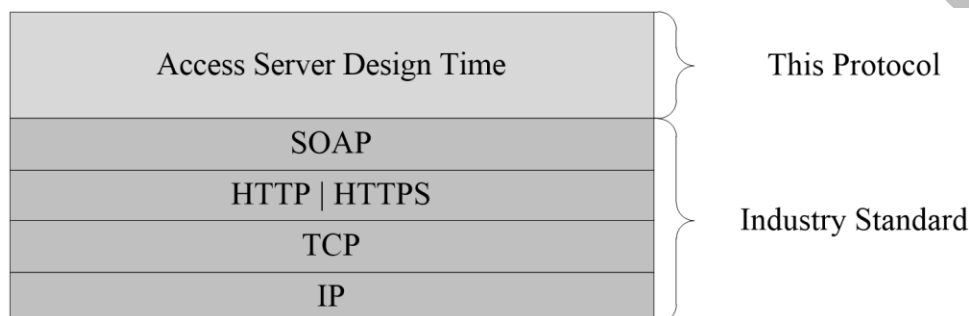 Access Server Design Time
This Protocol
SOAP
HTTP | HTTPS
Industry Standard
TCP
IP